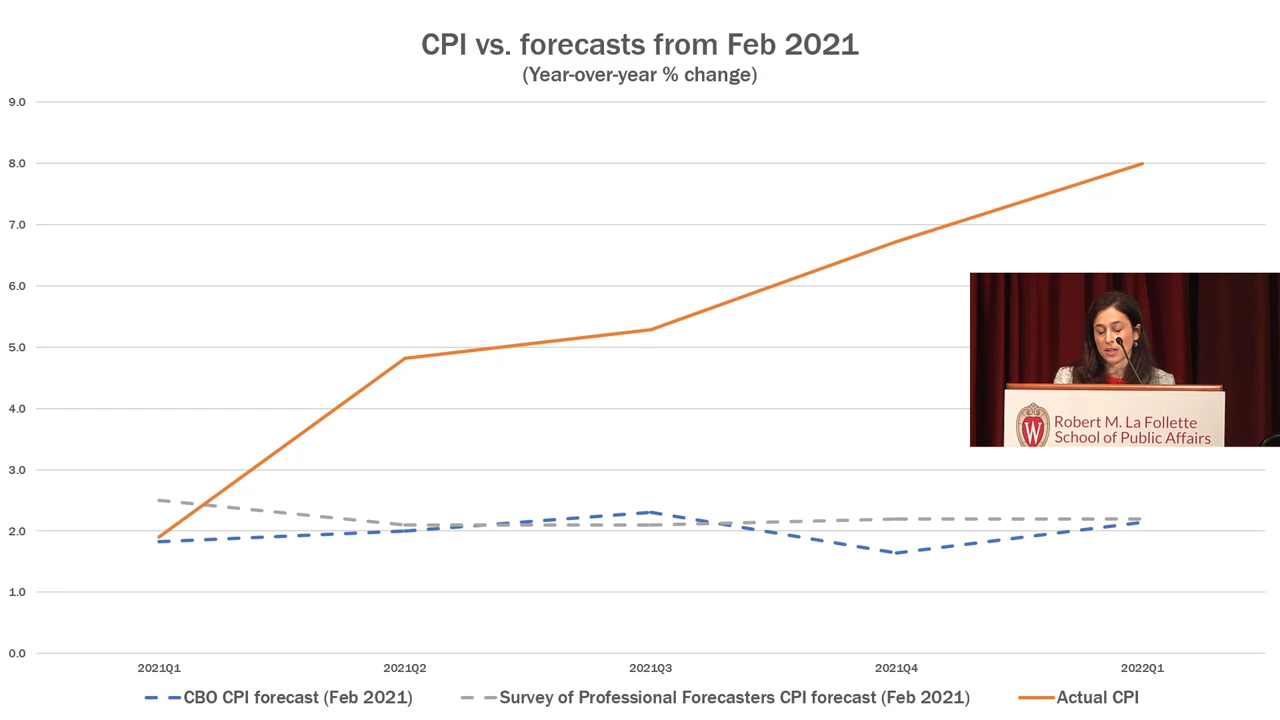 CPI vs. forecasts from Feb 2021
(Year-over-year % change)
9.0
8.0
7.0
6.0
5.0
4.0
3.0
2.0
1.0
0.0
W
Robert M. La Follette
School of Public Affairs
2021Q1
2021Q2
2021Q3
2021Q4
2022Q1
CBO CPI forecast (Feb 2021)
Survey of Professional Forecasters CPI forecast (Feb 2021)
Actual CPI